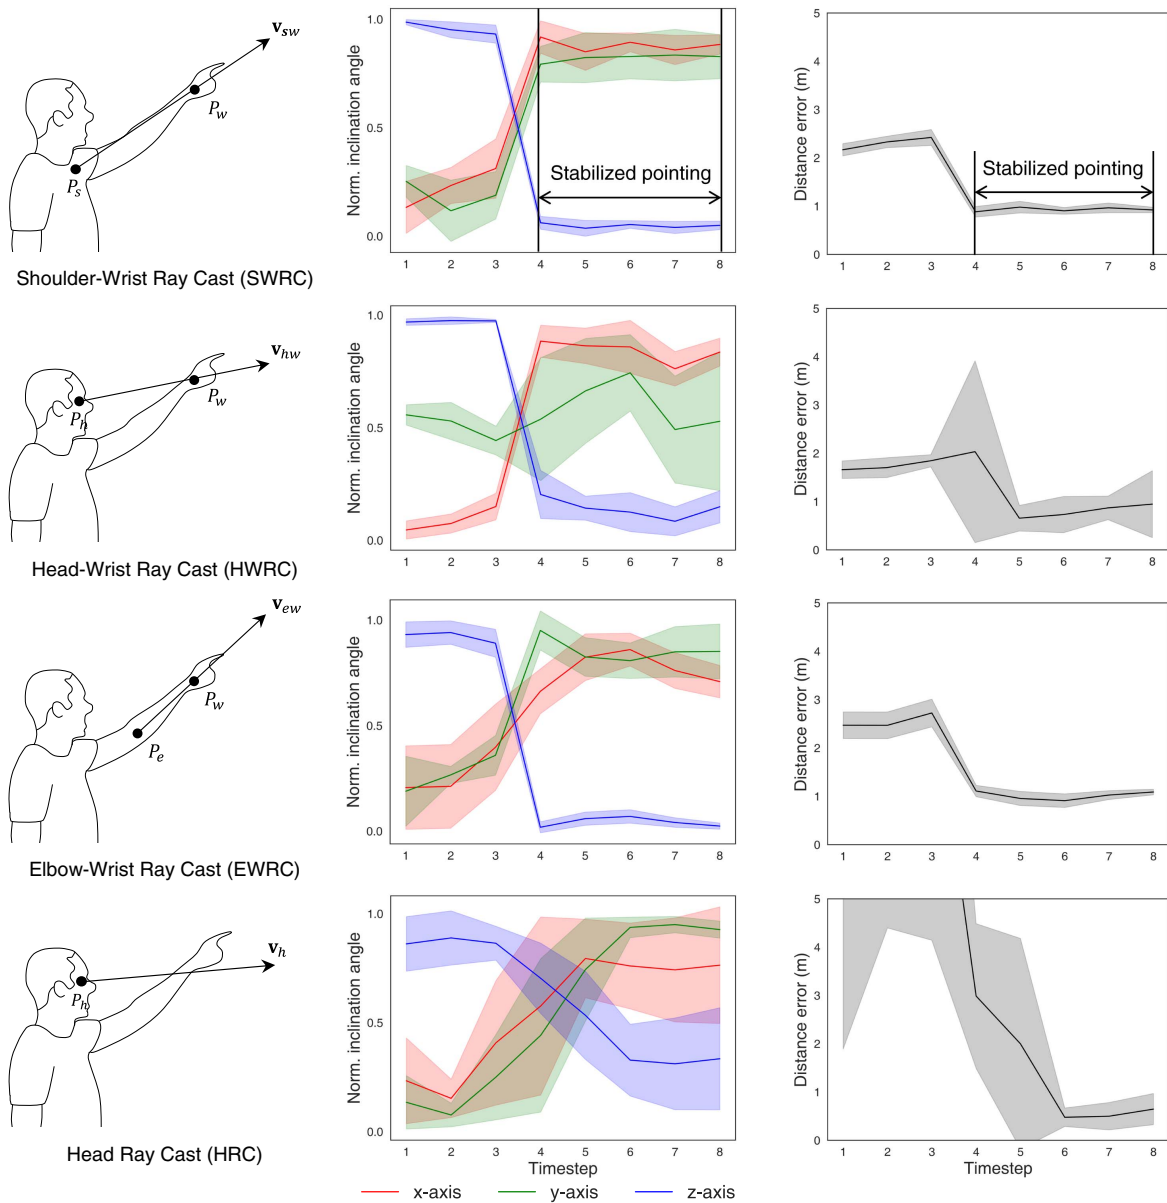 v_sw
P_w
P_s
Shoulder-Wrist Ray Cast (SWRC)
Norm. inclination angle
1.0
0.5
0.0
Stabilized pointing
1 2 3 4 5 6 7 8
Distance error (m)
5
4
3
2
1
0
Stabilized pointing
1 2 3 4 5 6 7 8
v_hw
P_w
P_h
Head-Wrist Ray Cast (HWRC)
Norm. inclination angle
1.0
0.5
0.0
1 2 3 4 5 6 7 8
Distance error (m)
5
4
3
2
1
0
1 2 3 4 5 6 7 8
v_ew
P_w
P_e
Elbow-Wrist Ray Cast (EWRC)
Norm. inclination angle
1.0
0.5
0.0
1 2 3 4 5 6 7 8
Distance error (m)
5
4
3
2
1
0
1 2 3 4 5 6 7 8
v_h
P_h
Head Ray Cast (HRC)
Norm. inclination angle
1.0
0.5
0.0
1 2 3 4 5 6 7 8
Timestep
Distance error (m)
5
4
3
2
1
0
1 2 3 4 5 6 7 8
Timestep
x-axis y-axis z-axis